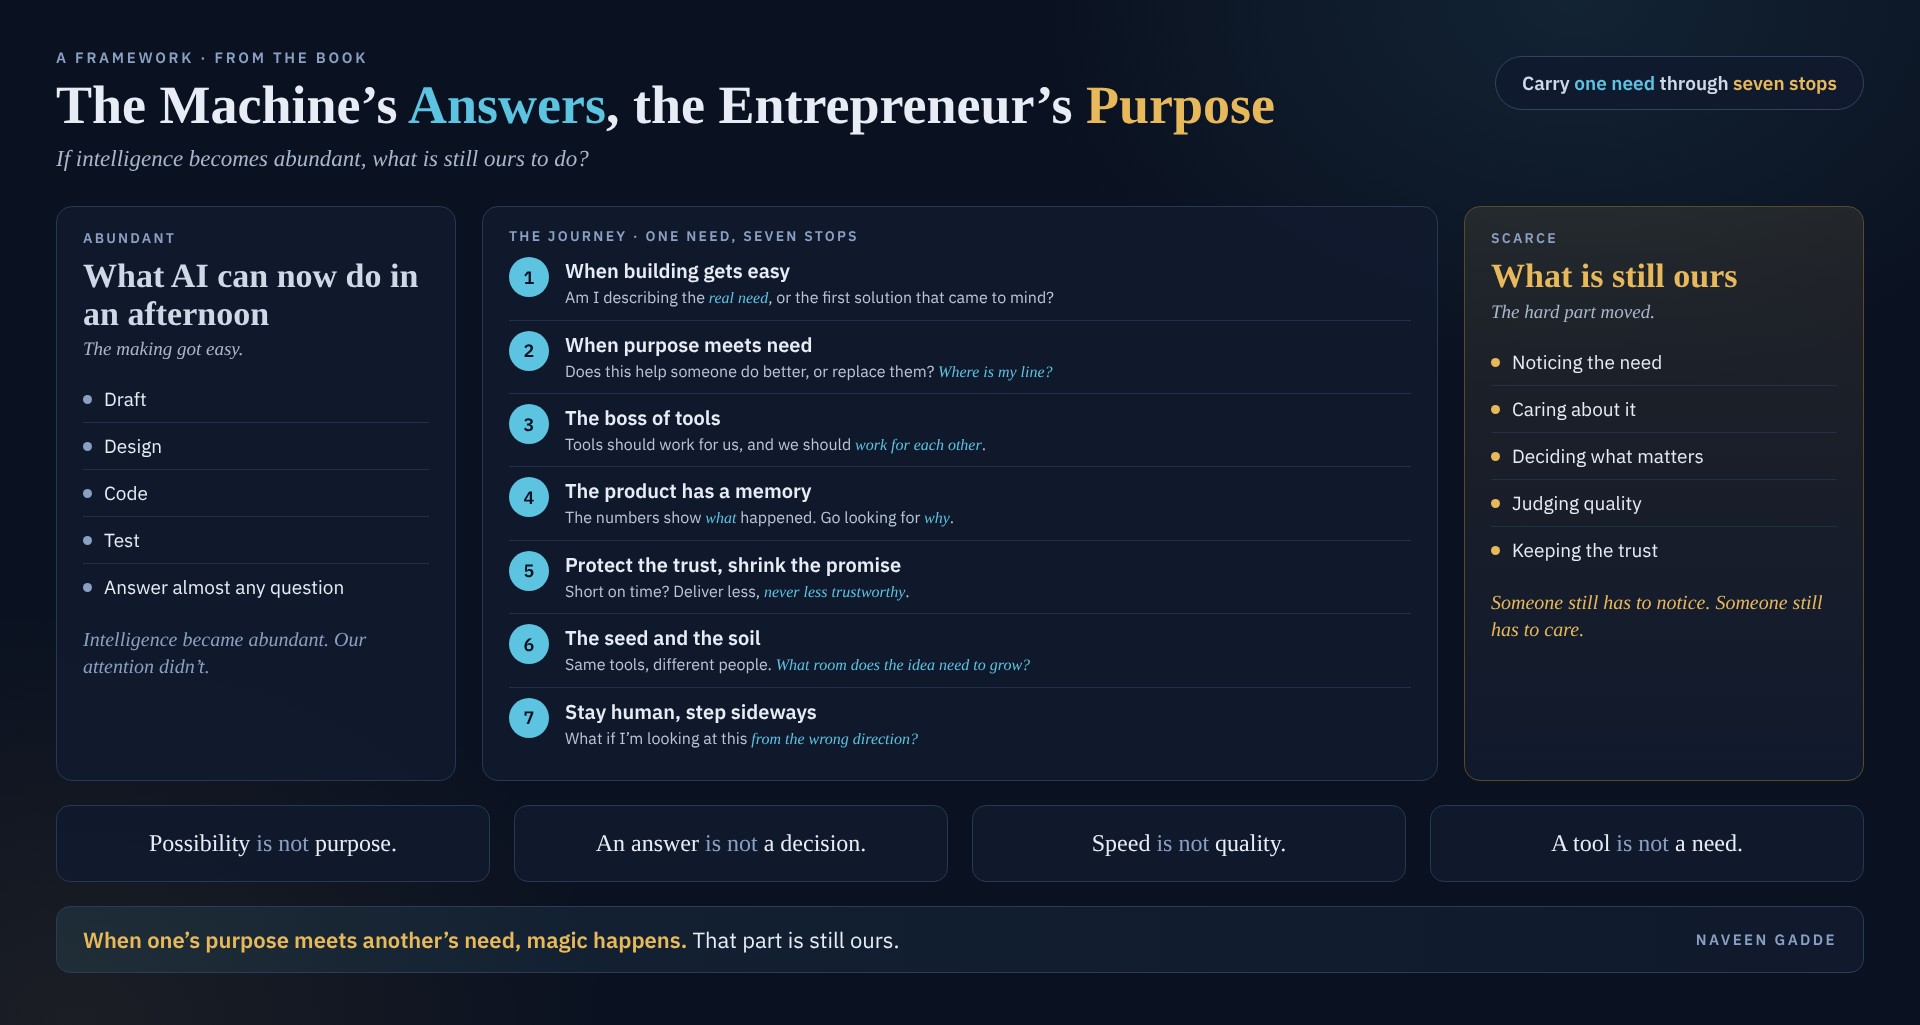 A FRAMEWORK · FROM THE BOOK
The Machine’s Answers, the Entrepreneur’s Purpose
If intelligence becomes abundant, what is still ours to do?
Carry one need through seven stops
ABUNDANT
What AI can now do in
an afternoon
The making got easy.
Draft
Design
Code
Test
Answer almost any question
Intelligence became abundant. Our
attention didn’t.
THE JOURNEY · ONE NEED, SEVEN STOPS
1
When building gets easy
Am I describing the real need, or the first solution that came to mind?
2
When purpose meets need
Does this help someone do better, or replace them? Where is my line?
3
The boss of tools
Tools should work for us, and we should work for each other.
4
The product has a memory
The numbers show what happened. Go looking for why.
5
Protect the trust, shrink the promise
Short on time? Deliver less, never less trustworthy.
6
The seed and the soil
Same tools, different people. What room does the idea need to grow?
7
Stay human, step sideways
What if I’m looking at this from the wrong direction?
SCARCE
What is still ours
The hard part moved.
Noticing the need
Caring about it
Deciding what matters
Judging quality
Keeping the trust
Someone still has to notice. Someone still
has to care.
Possibility is not purpose.
An answer is not a decision.
Speed is not quality.
A tool is not a need.
When one’s purpose meets another’s need, magic happens. That part is still ours.
NAVEEN GADDE